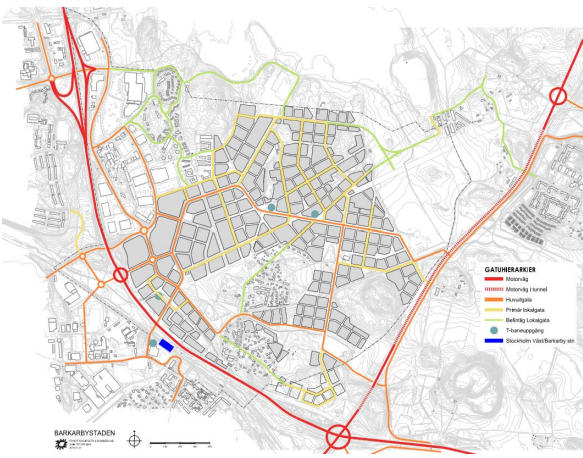 GATUHIERARKIER
Motorväg
Motorväg i tunnel
Huvudgata
Primär lokalgata
Befintlig Lokalgata
T-baneuppgång
Stockholm Väst/Barkarby stn
BARKARBYSTADEN